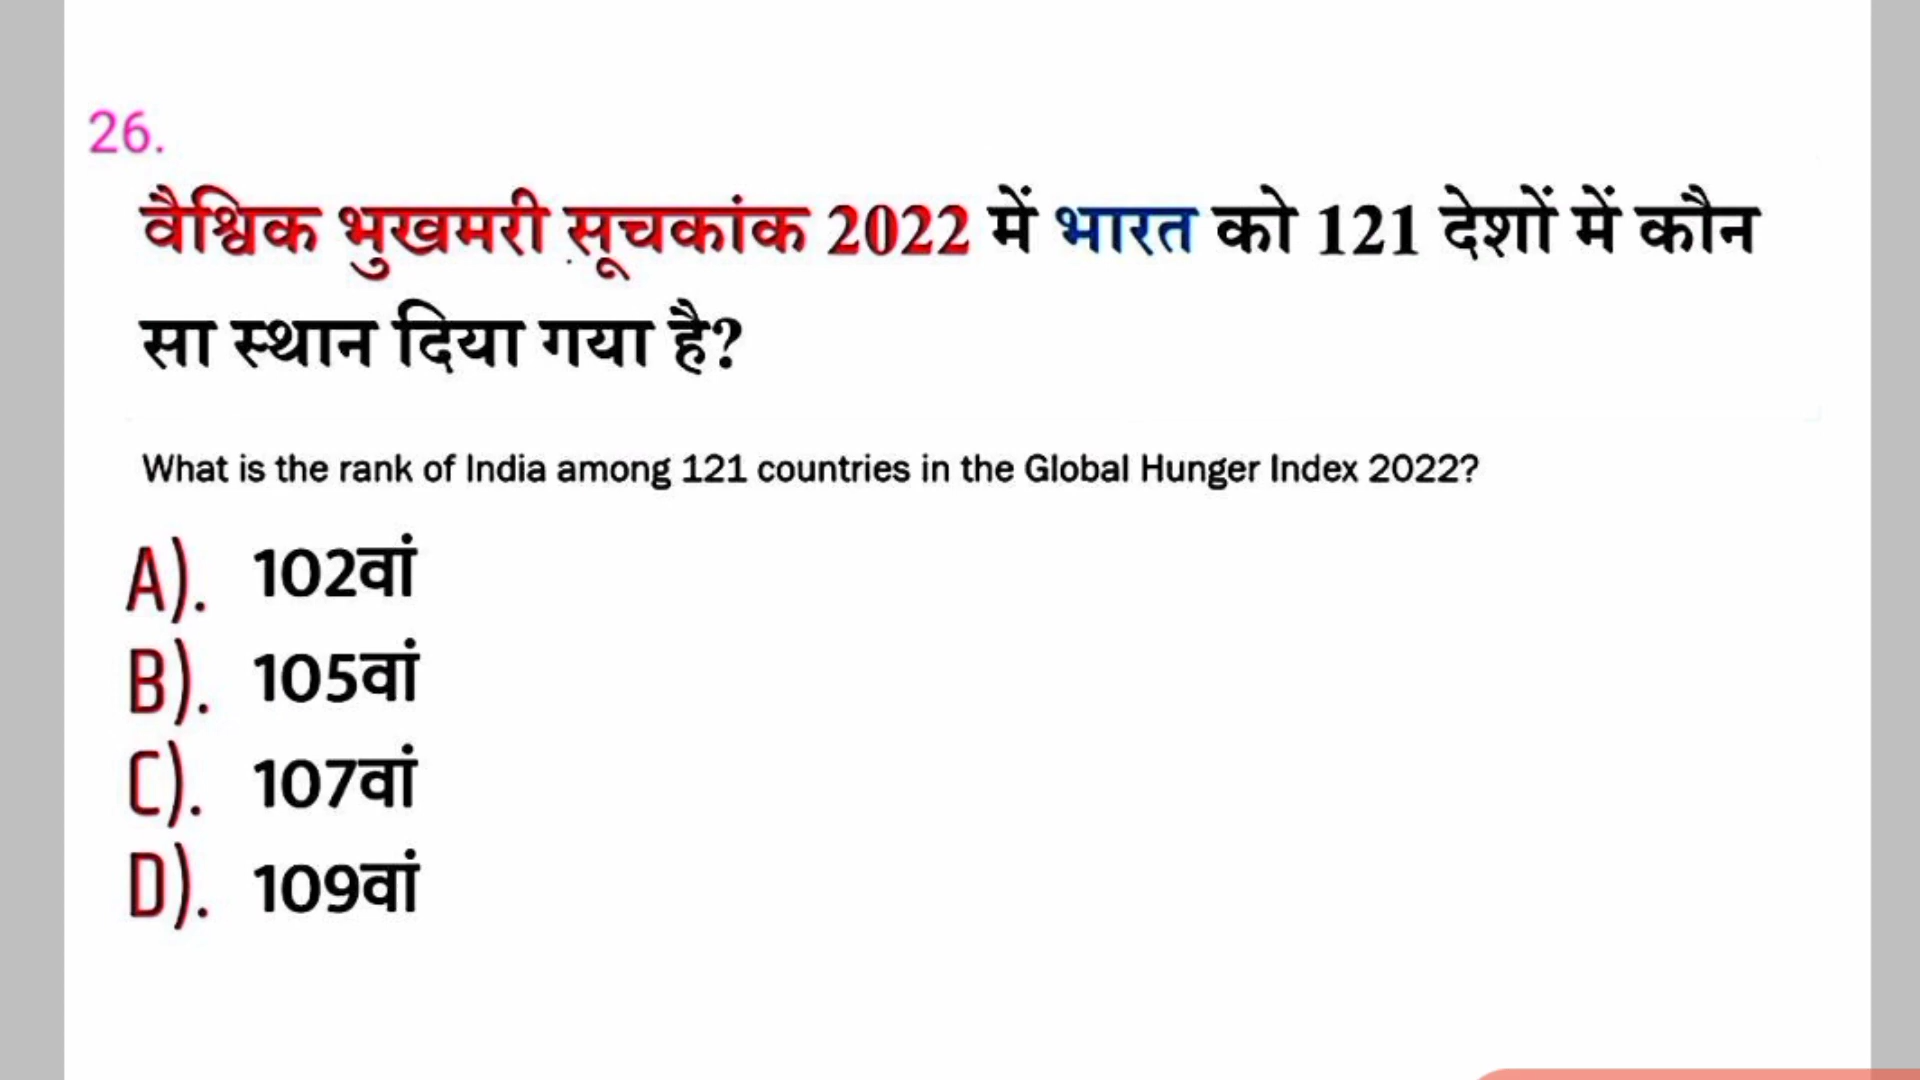 26.
वैश्विक भुखमरी सूचकांक 2022 में भारत को 121 देशों में कौन
सा स्थान दिया गया है?
What is the rank of India among 121 countries in the Global Hunger Index 2022?
A). 102वां
B). 105वां
C). 107वां
D). 109वां